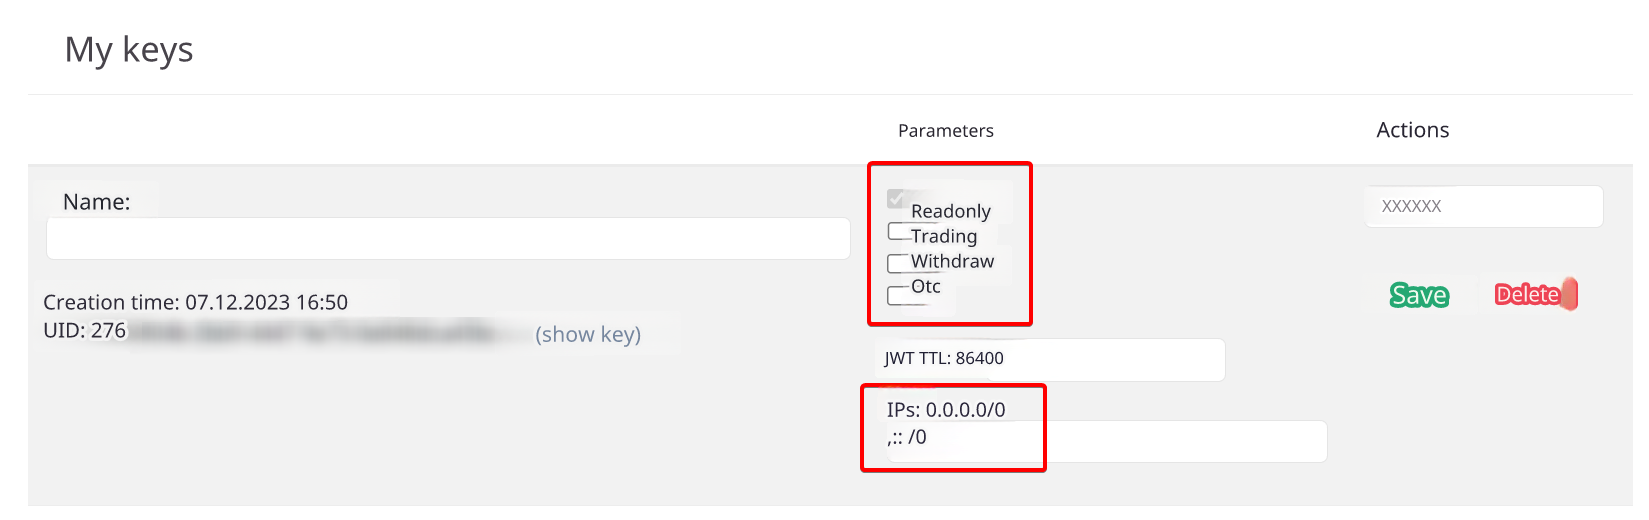 My keys
Parameters
Actions
Name:
Readonly
Trading
Withdraw
Otc
XXXXXX
Creation time: 07.12.2023 16:50
UID: 276
(show key)
Save
Delete
JWT TTL: 86400
IPs: 0.0.0.0/0
,:: /0